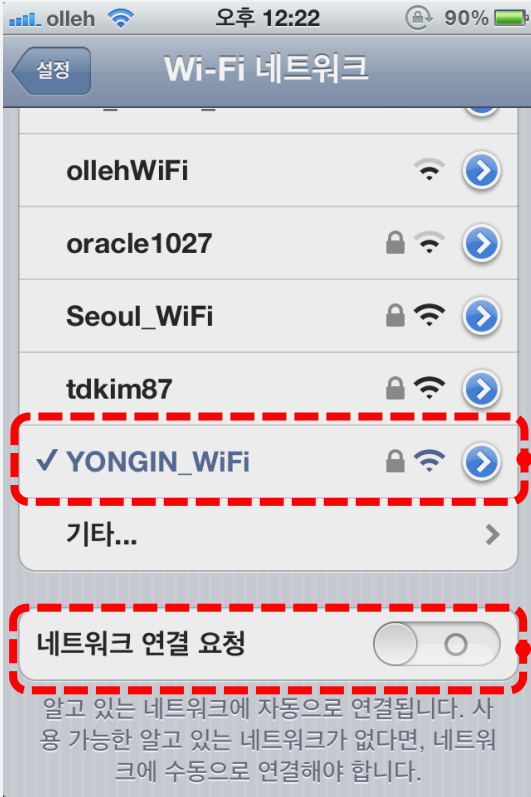 olleh 오후 12:22 90%
설정 Wi-Fi 네트워크
ollehWiFi
oracle1027
Seoul_WiFi
tdkim87
YONGIN_WiFi
기타...
네트워크 연결 요청
알고 있는 네트워크에 자동으로 연결됩니다. 사
용 가능한 알고 있는 네트워크가 없다면, 네트워
크에 수동으로 연결해야 합니다.